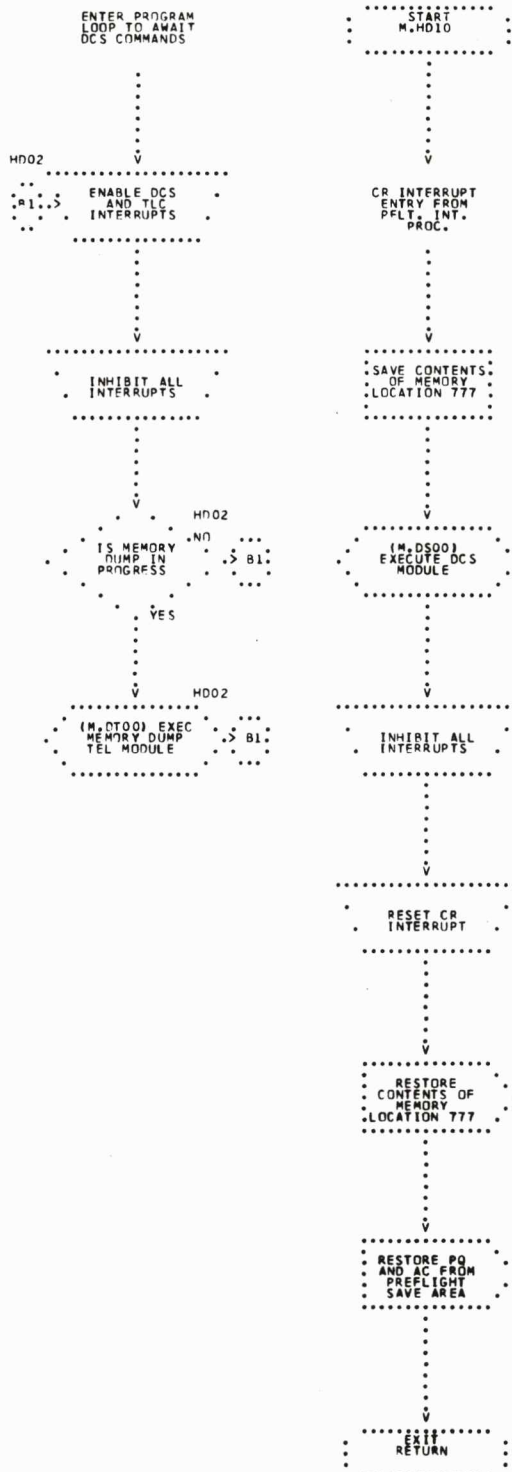 ENTER PROGRAM
LOOP TO AWAIT
DCS COMMANDS
HD02
B1
ENABLE DCS
AND TLC
INTERRUPTS
INHIBIT ALL
INTERRUPTS
HD02
IS MEMORY
DUMP IN
PROGRESS
NO
B1
YES
HD02
(M.DT00) EXEC
MEMORY DUMP
TEL MODULE
B1
START
M.HD10
CR INTERRUPT
ENTRY FROM
PFLT. INT.
PROC.
SAVE CONTENTS
OF MEMORY
LOCATION 777
(M.DS00)
EXECUTE DCS
MODULE
INHIBIT ALL
INTERRUPTS
RESET CR
INTERRUPT
RESTORE
CONTENTS OF
MEMORY
LOCATION 777
RESTORE PQ
AND AC FROM
PREFLIGHT
SAVE AREA
EXIT
RETURN